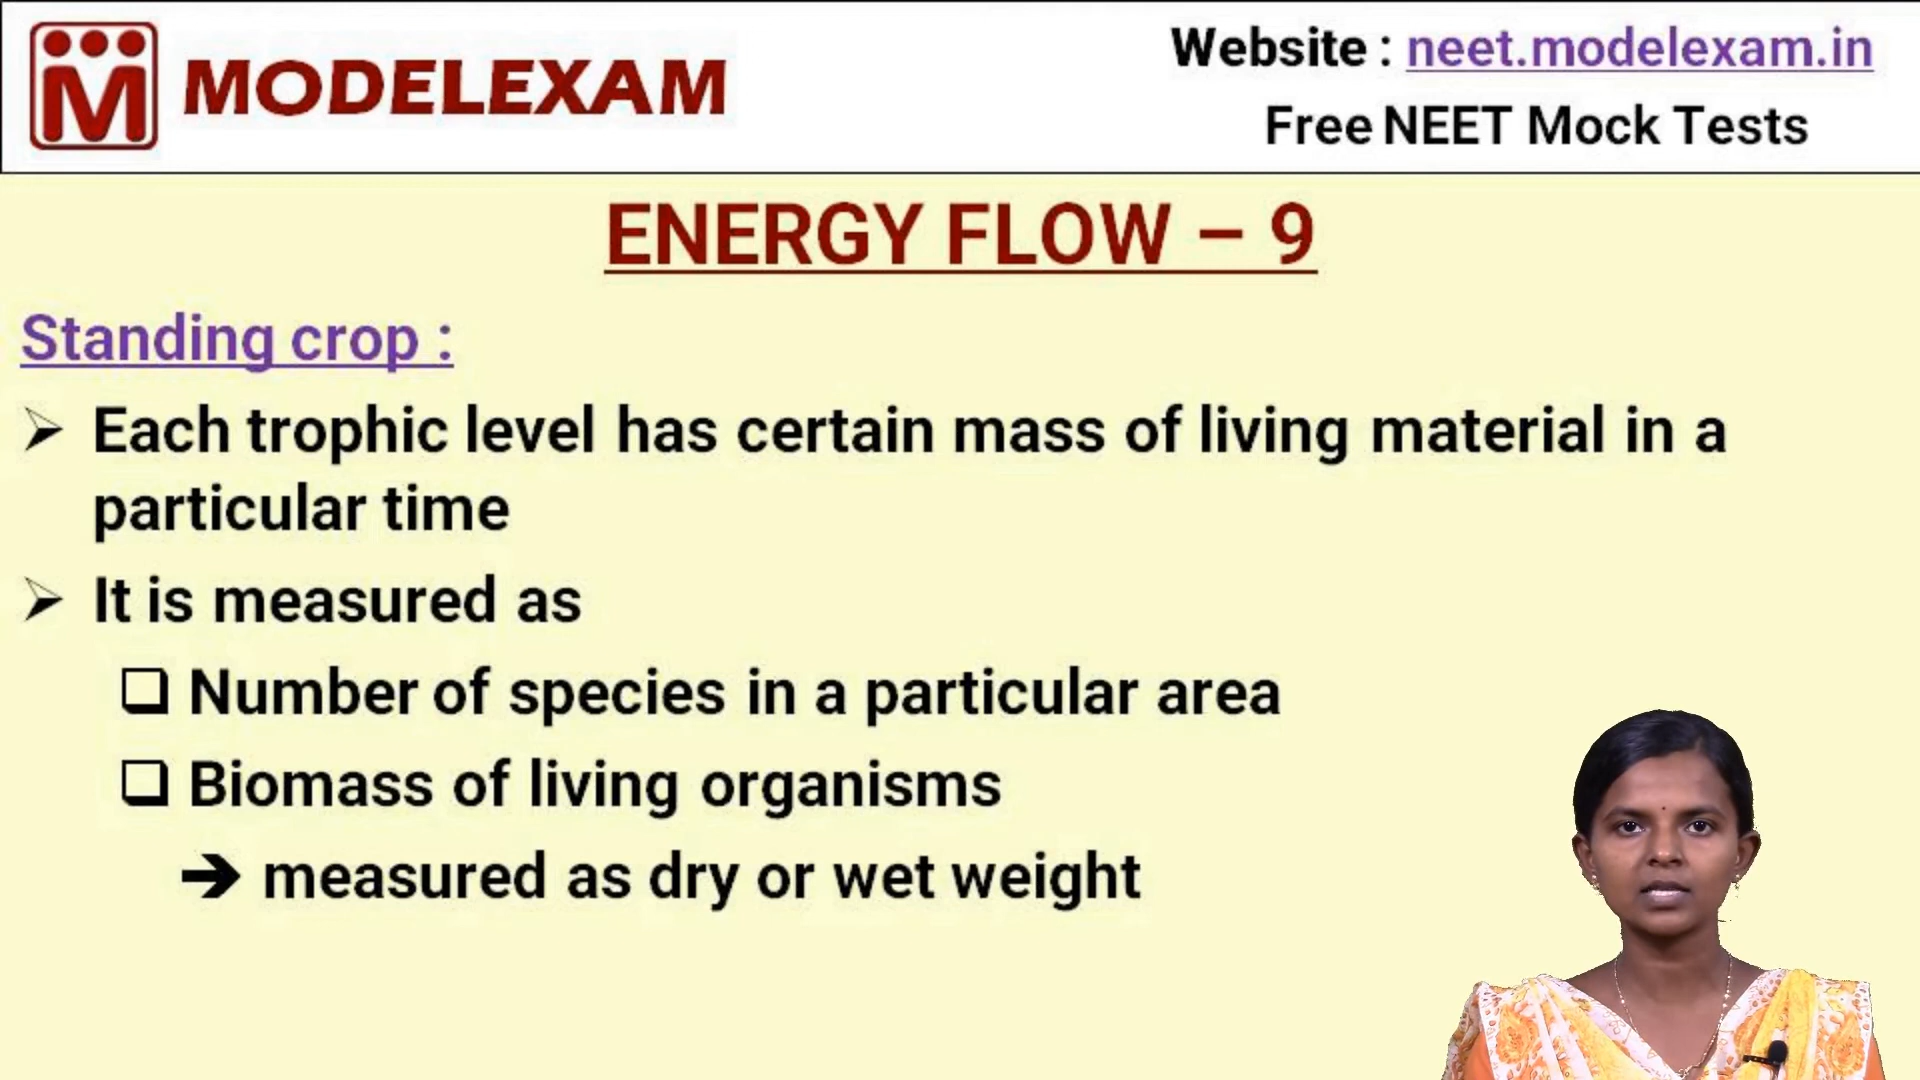 MODELEXAM
Website : neet.modelexam.in
Free NEET Mock Tests
ENERGY FLOW – 9
Standing crop :
➢ Each trophic level has certain mass of living material in a
particular time
➢ It is measured as
❑ Number of species in a particular area
❑ Biomass of living organisms
➔ measured as dry or wet weight